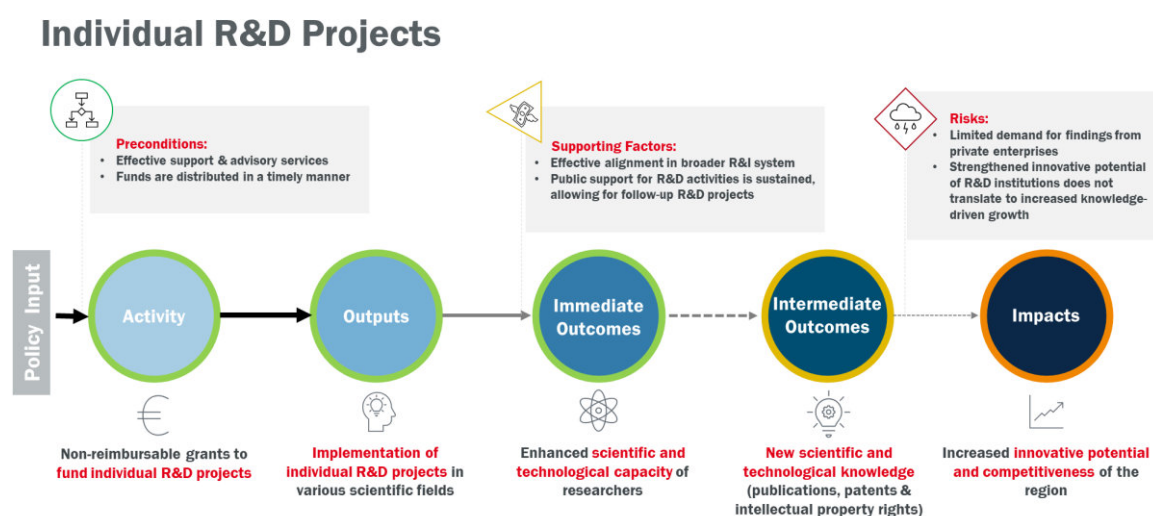 Individual R&D Projects
Preconditions:
• Effective support & advisory services
• Funds are distributed in a timely manner
Supporting Factors:
• Effective alignment in broader R&I system
• Public support for R&D activities is sustained,
allowing for follow-up R&D projects
Risks:
• Limited demand for findings from
private enterprises
• Strengthened innovative potential
of R&D institutions does not
translate to increased knowledge-
driven growth
Policy Input
Activity
Outputs
Immediate
Outcomes
Intermediate
Outcomes
Impacts
€
Non-reimbursable grants to
fund individual R&D projects
Implementation of
individual R&D projects in
various scientific fields
Enhanced scientific and
technological capacity of
researchers
New scientific and
technological knowledge
(publications, patents &
intellectual property rights)
Increased innovative potential
and competitiveness of the
region